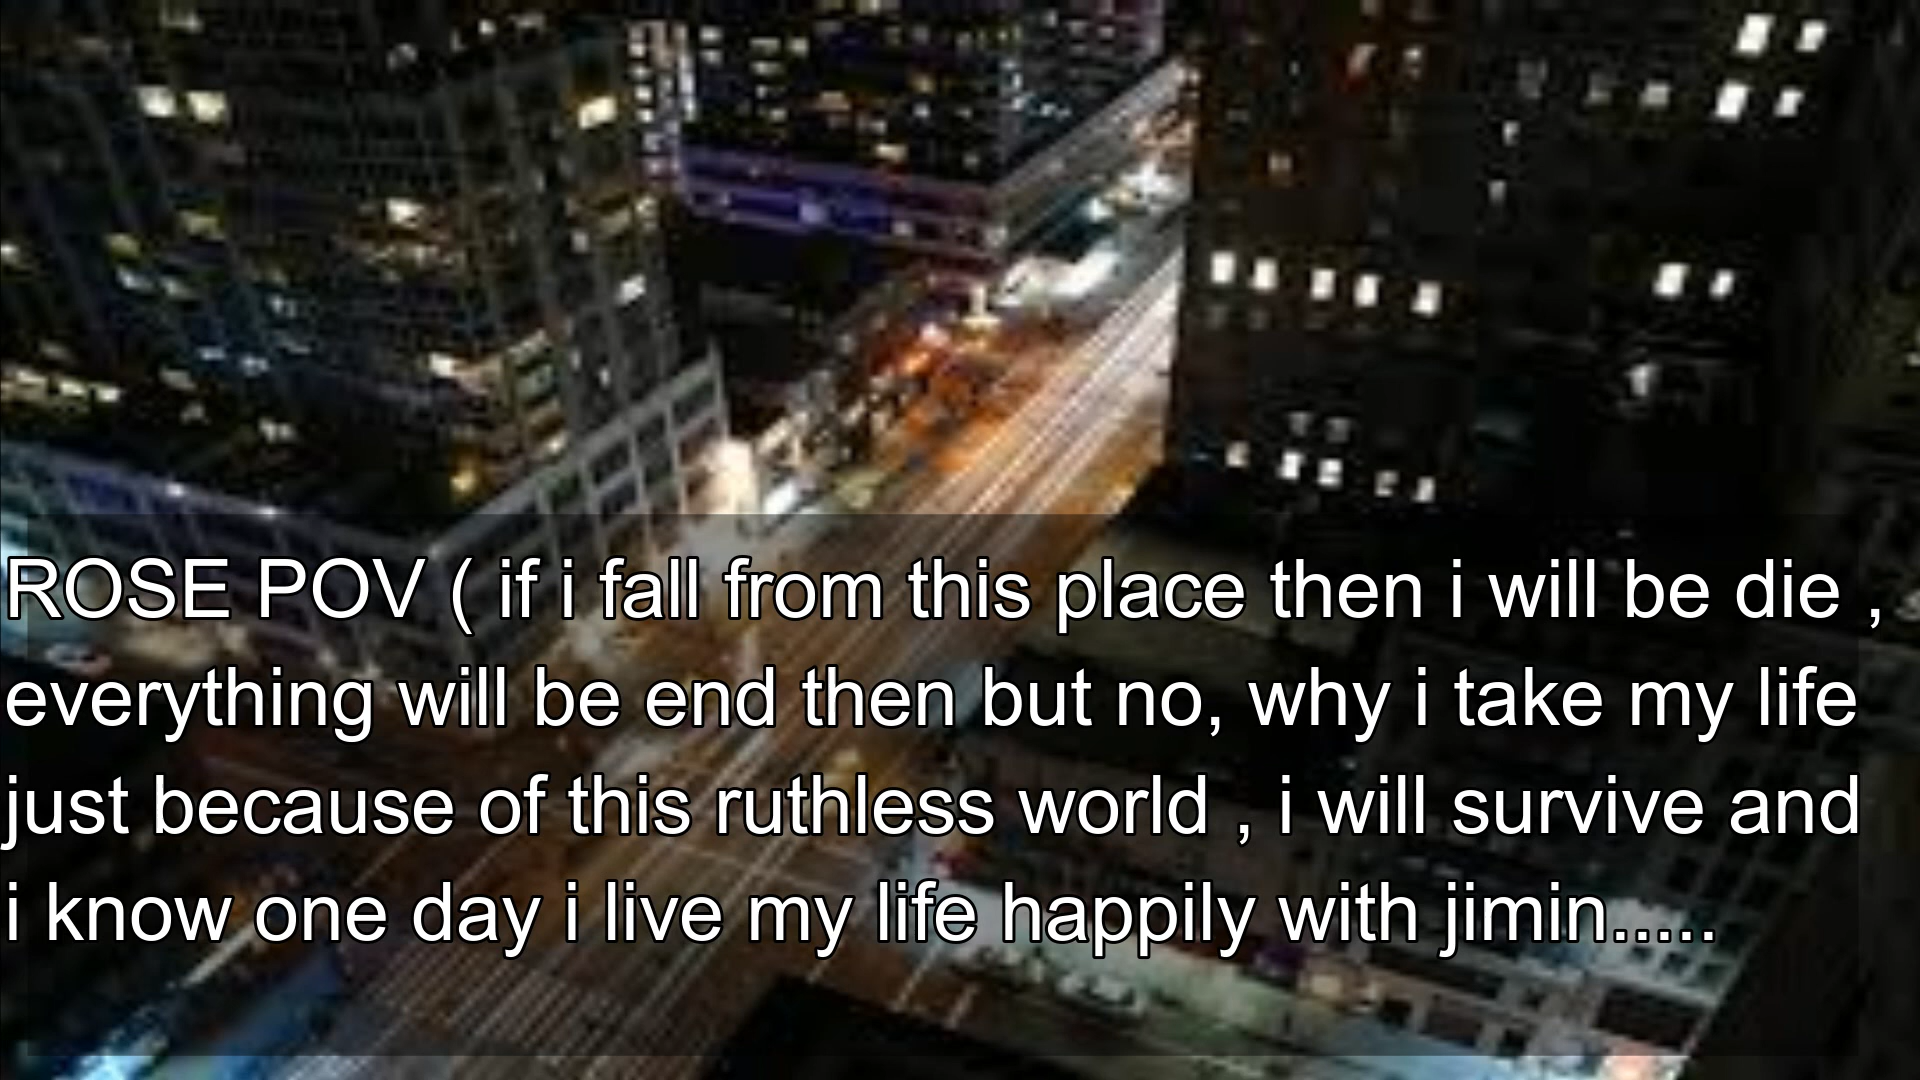 ROSE POV ( if i fall from this place then i will be die ,
everything will be end then but no, why i take my life
just because of this ruthless world , i will survive and
i know one day i live my life happily with jimin.....